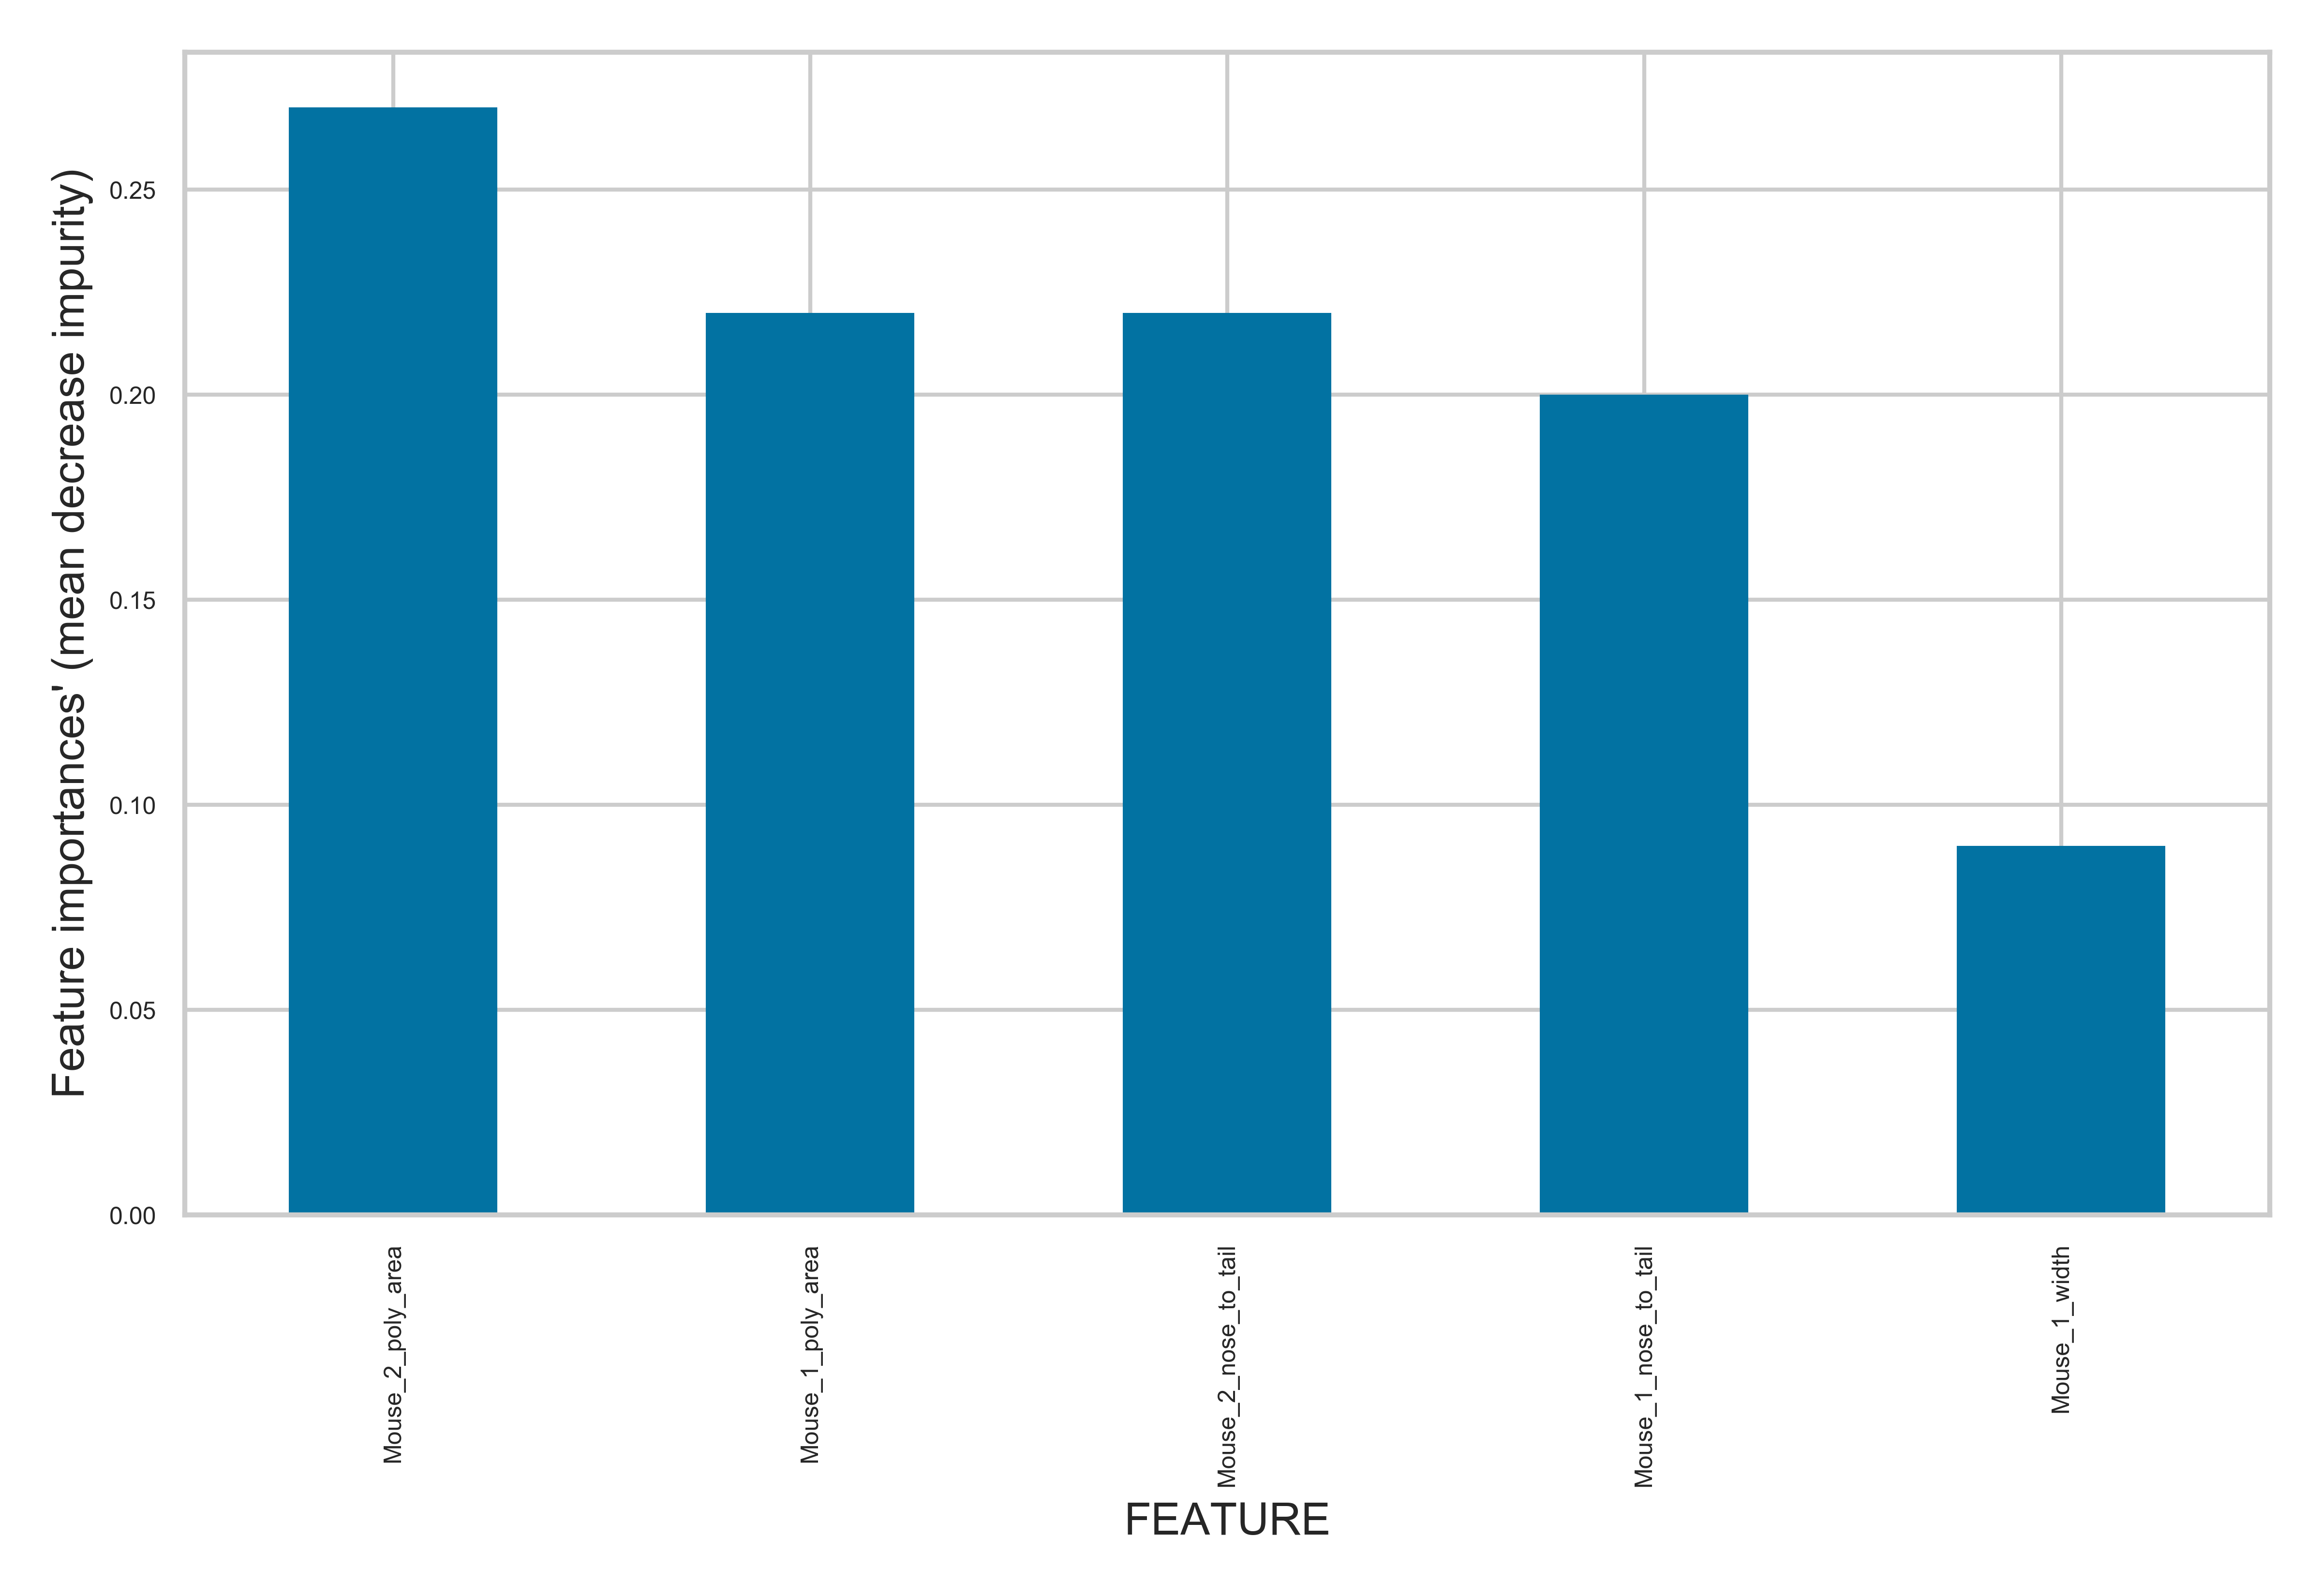 Feature importances' (mean decrease impurity)
0.25
0.20
0.15
0.10
0.05
0.00
Mouse_2_poly_area
Mouse_1_poly_area
Mouse_2_nose_to_tail
Mouse_1_nose_to_tail
Mouse_1_width
FEATURE